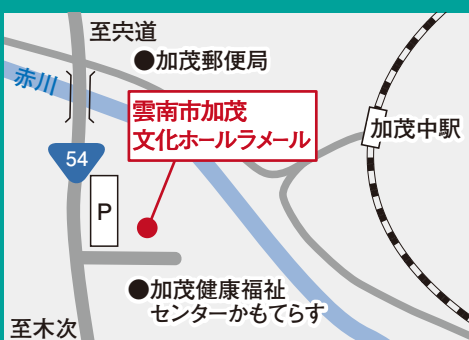 至宍道
●加茂郵便局
赤川
雲南市加茂
文化ホールラメール
加茂中駅
54
P
●加茂健康福祉
センターかもてらす
至木次